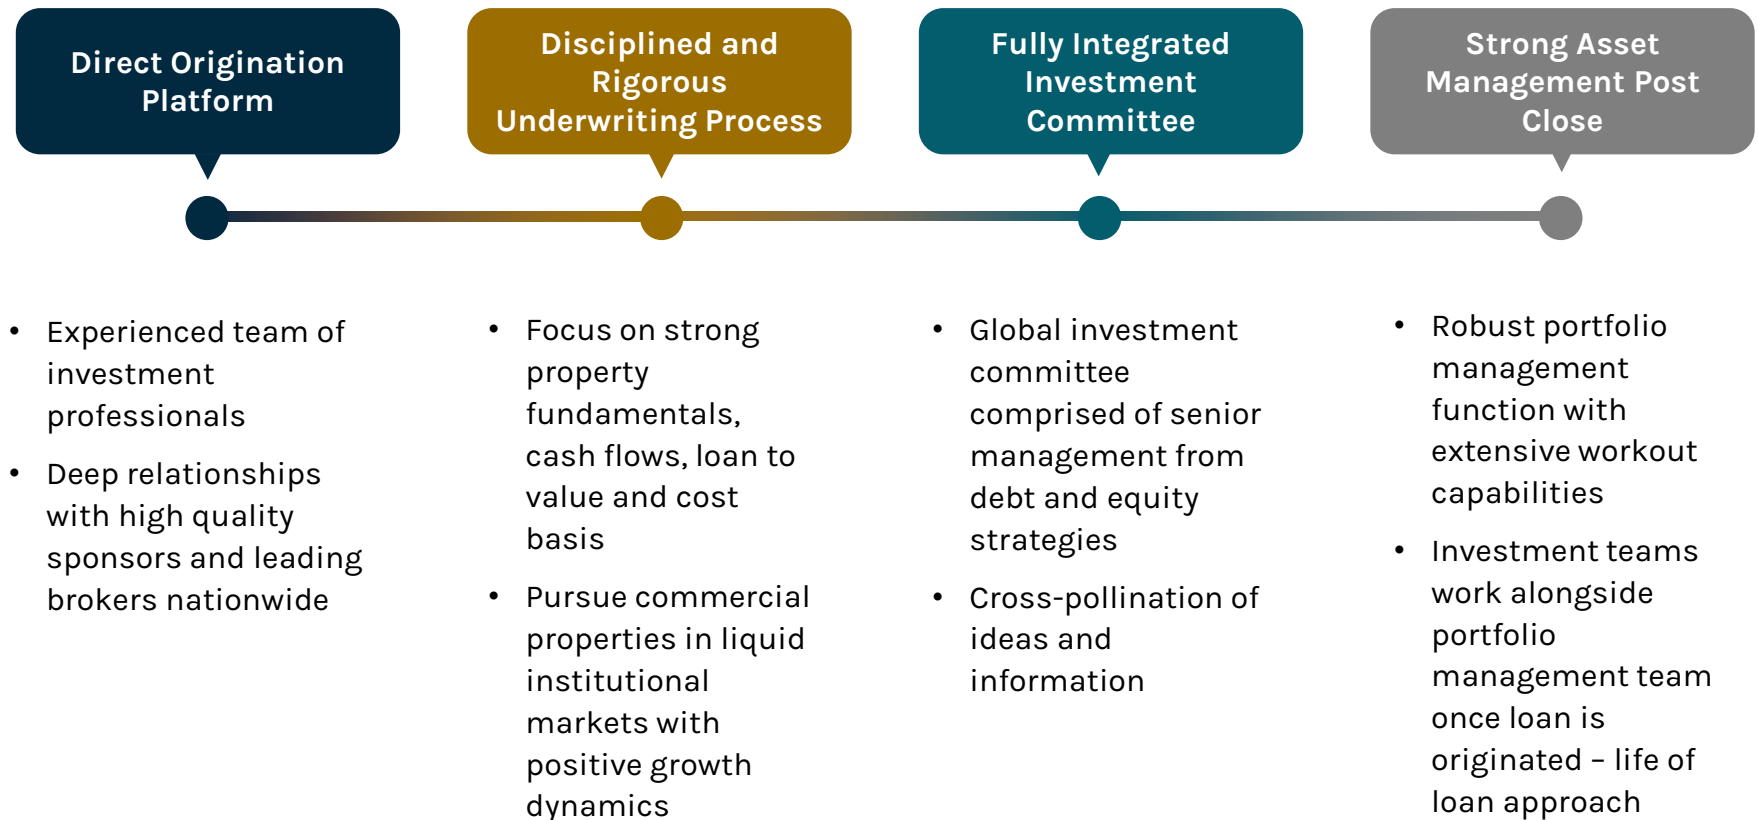 Direct Origination
Platform
Disciplined and
Rigorous
Underwriting Process
Fully Integrated
Investment
Committee
Strong Asset
Management Post
Close
• Experienced team of
investment
professionals
• Deep relationships
with high quality
sponsors and leading
brokers nationwide
• Focus on strong
property
fundamentals,
cash flows, loan to
value and cost
basis
• Pursue commercial
properties in liquid
institutional
markets with
positive growth
dynamics
• Global investment
committee
comprised of senior
management from
debt and equity
strategies
• Cross-pollination of
ideas and
information
• Robust portfolio
management
function with
extensive workout
capabilities
• Investment teams
work alongside
portfolio
management team
once loan is
originated – life of
loan approach